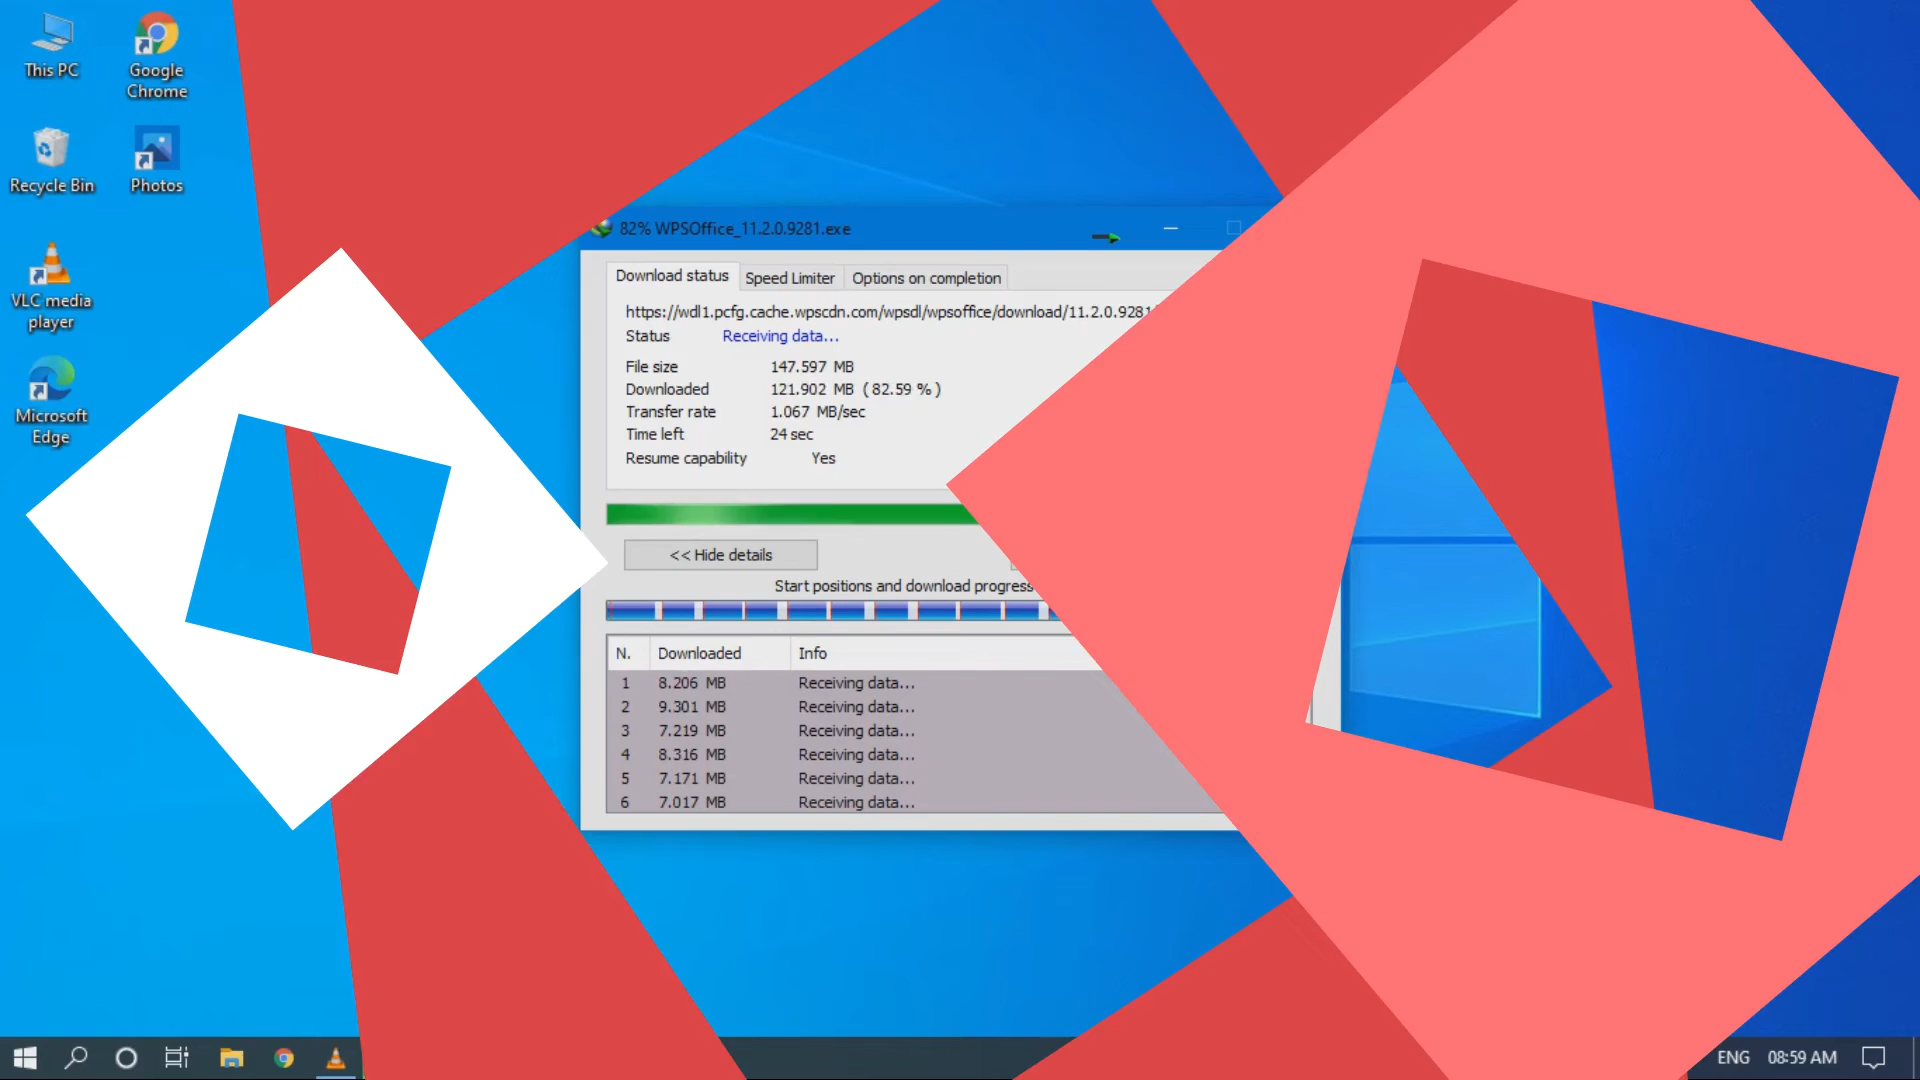 This PC
Google
Chrome
Recycle Bin
Photos
VLC media
player
Microsoft
Edge
82% WPSOffice_11.2.0.9281.exe
Download status
Speed Limiter
Options on completion
https://wdl1.pcfg.cache.wpscdn.com/wpsdl/wpsoffice/download/11.2.0.9281
Status Receiving data...
File size 147.597 MB
Downloaded 121.902 MB ( 82.59 % )
Transfer rate 1.067 MB/sec
Time left 24 sec
Resume capability Yes
<< Hide details
Start positions and download progress
N. Downloaded Info
1 8.206 MB Receiving data...
2 9.301 MB Receiving data...
3 7.219 MB Receiving data...
4 8.316 MB Receiving data...
5 7.171 MB Receiving data...
6 7.017 MB Receiving data...
ENG 08:59 AM